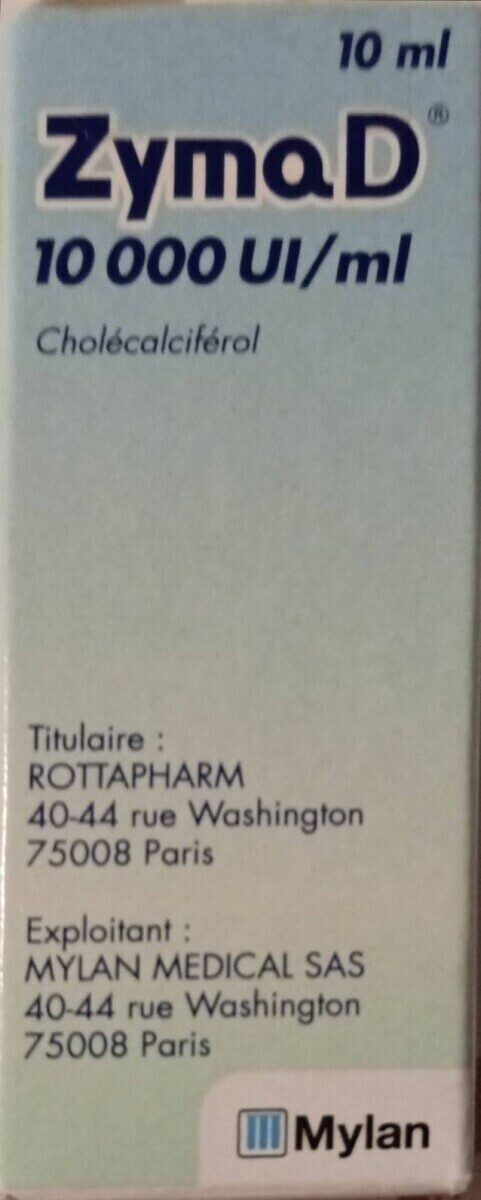 10 ml
ZymaD®
10 000 UI/ml
Cholécalciférol
Titulaire :
ROTTAPHARM
40-44 rue Washington
75008 Paris
Exploitant :
MYLAN MEDICAL SAS
40-44 rue Washington
75008 Paris
Mylan